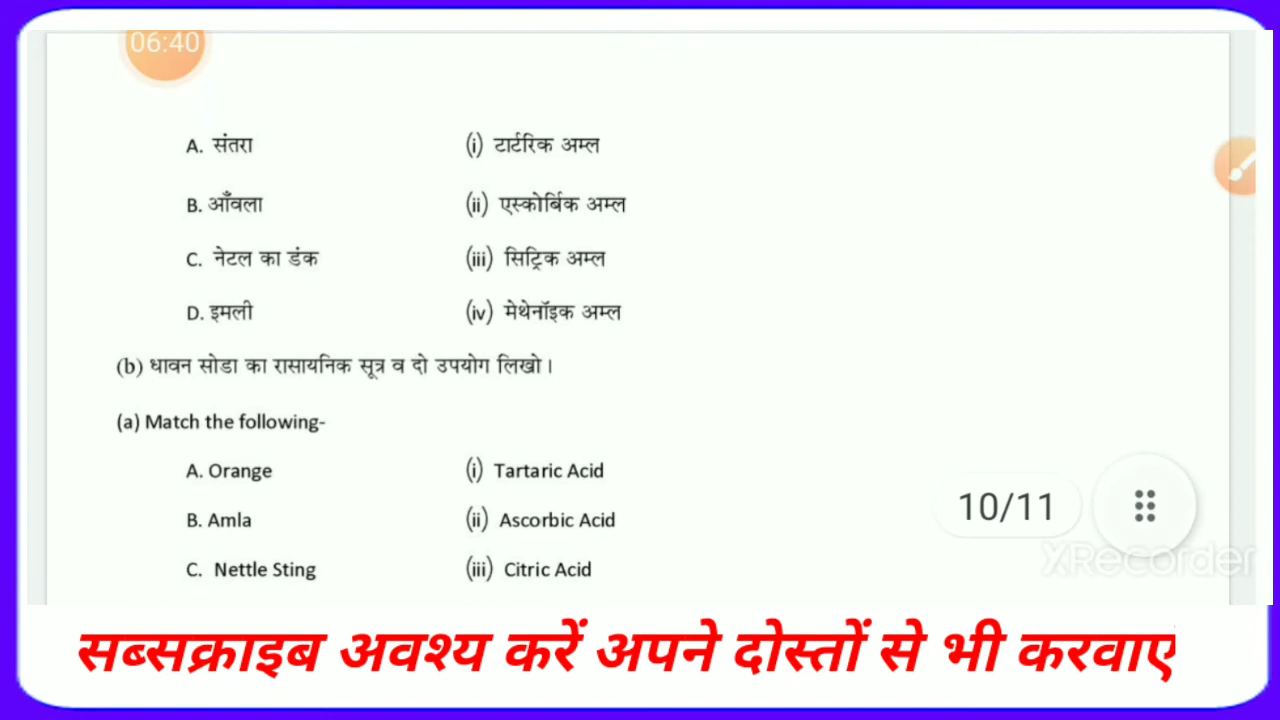 06:40
A. संतरा (i) टार्टरिक अम्ल
B. आँवला (ii) एस्कोर्बिक अम्ल
C. नेटल का डंक (iii) सिट्रिक अम्ल
D. इमली (iv) मेथेनॉइक अम्ल
(b) धावन सोडा का रासायनिक सूत्र व दो उपयोग लिखो।
(a) Match the following-
A. Orange (i) Tartaric Acid
B. Amla (ii) Ascorbic Acid
C. Nettle Sting (iii) Citric Acid
10/11
XRecorder
सब्सक्राइब अवश्य करें अपने दोस्तों से भी करवाए